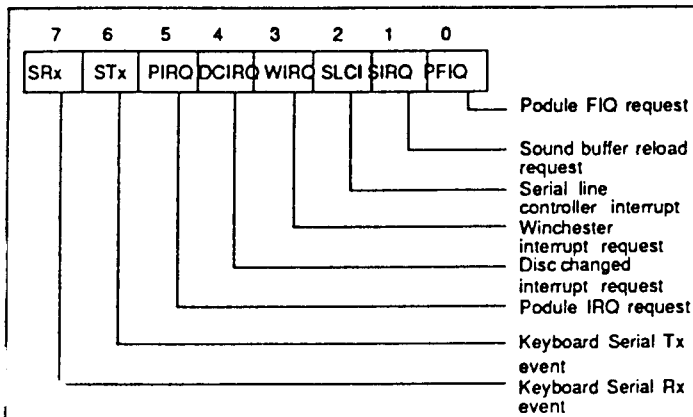 7 6 5 4 3 2 1 0
SRx STx PIRQ DCIRQ WIRQ SLCI SIRQ PFIQ
Podule FIQ request
Sound buffer reload
request
Serial line
controller interrupt
Winchester
interrupt request
Disc changed
interrupt request
Podule IRQ request
Keyboard Serial Tx
event
Keyboard Serial Rx
event